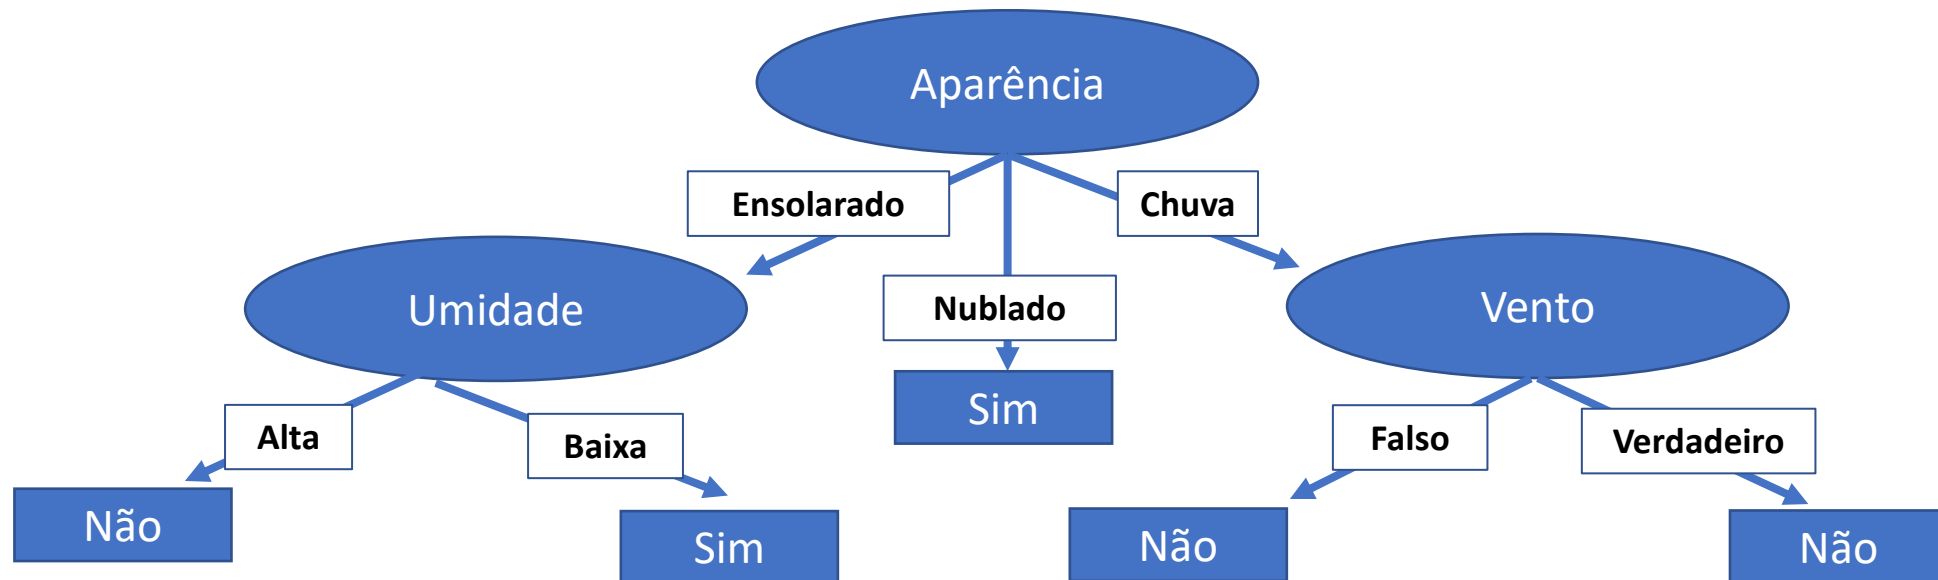 Aparência
Ensolarado
Chuva
Umidade
Nublado
Vento
Sim
Alta
Baixa
Falso
Verdadeiro
Não
Sim
Não
Não